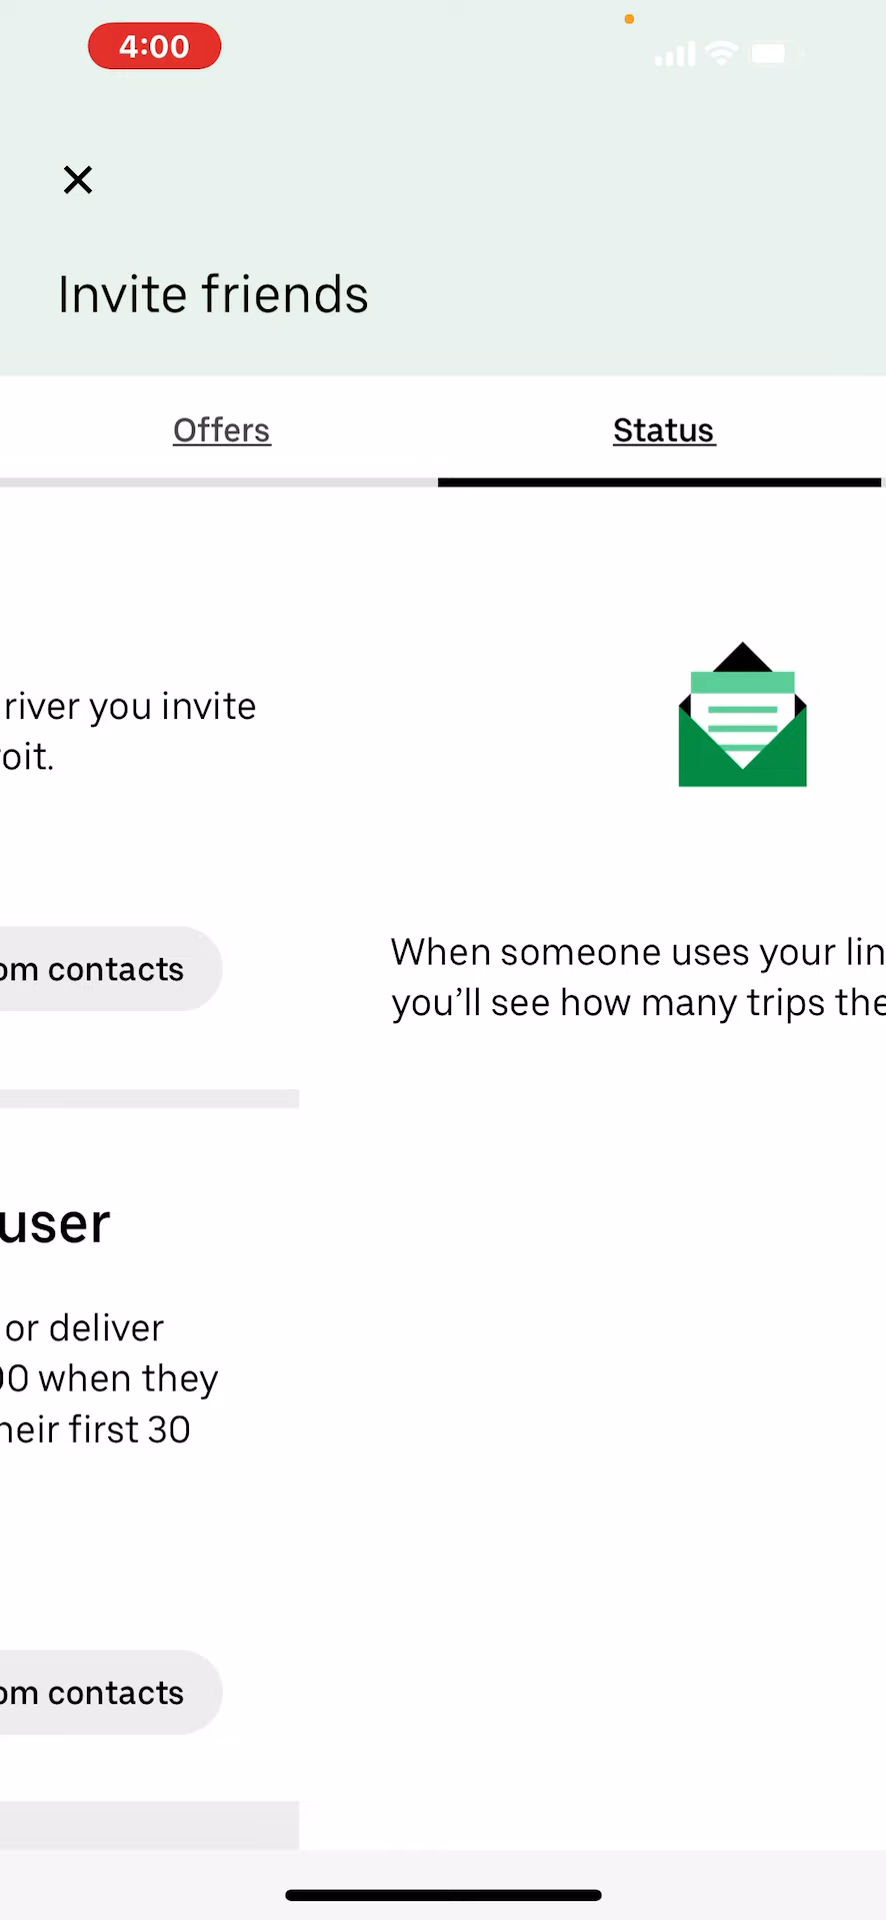 4:00
Invite friends
Offers
Status
river you invite
oit.
om contacts
When someone uses your lin
you’ll see how many trips the
user
or deliver
00 when they
heir first 30
om contacts